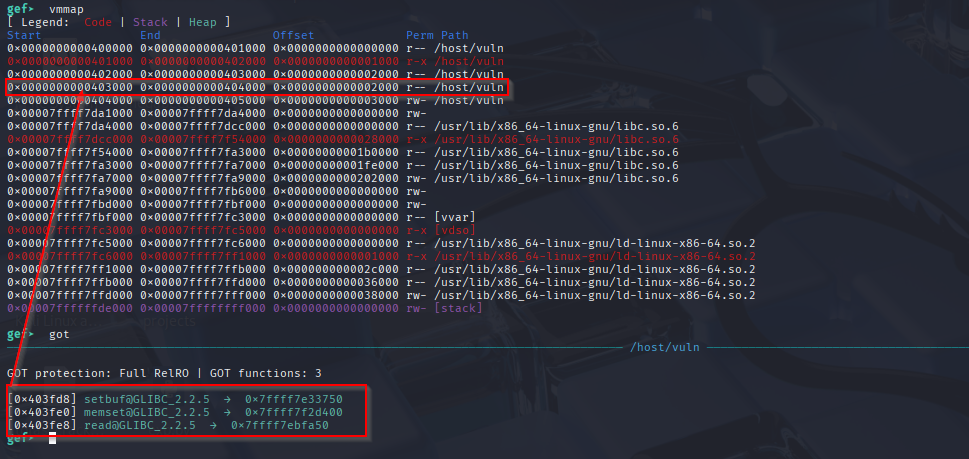 gef➤ vmmap
[ Legend: Code | Stack | Heap ]
Start End Offset Perm Path
0x0000000000400000 0x0000000000401000 0x0000000000000000 r-- /host/vuln
0x0000000000401000 0x0000000000402000 0x0000000000001000 r-x /host/vuln
0x0000000000402000 0x0000000000403000 0x0000000000002000 r-- /host/vuln
0x0000000000403000 0x0000000000404000 0x0000000000002000 r-- /host/vuln
0x0000000000404000 0x0000000000405000 0x0000000000003000 rw- /host/vuln
0x00007ffff7da1000 0x00007ffff7da4000 0x0000000000000000 rw-
0x00007ffff7da4000 0x00007ffff7dcc000 0x0000000000000000 r-- /usr/lib/x86_64-linux-gnu/libc.so.6
0x00007ffff7dcc000 0x00007ffff7f54000 0x0000000000028000 r-x /usr/lib/x86_64-linux-gnu/libc.so.6
0x00007ffff7f54000 0x00007ffff7fa3000 0x00000000001b0000 r-- /usr/lib/x86_64-linux-gnu/libc.so.6
0x00007ffff7fa3000 0x00007ffff7fa7000 0x00000000001fe000 r-- /usr/lib/x86_64-linux-gnu/libc.so.6
0x00007ffff7fa7000 0x00007ffff7fa9000 0x0000000000202000 rw- /usr/lib/x86_64-linux-gnu/libc.so.6
0x00007ffff7fa9000 0x00007ffff7fb6000 0x0000000000000000 rw-
0x00007ffff7fbd000 0x00007ffff7fbf000 0x0000000000000000 rw-
0x00007ffff7fbf000 0x00007ffff7fc3000 0x0000000000000000 r-- [vvar]
0x00007ffff7fc3000 0x00007ffff7fc5000 0x0000000000000000 r-x [vdso]
0x00007ffff7fc5000 0x00007ffff7fc6000 0x0000000000000000 r-- /usr/lib/x86_64-linux-gnu/ld-linux-x86-64.so.2
0x00007ffff7fc6000 0x00007ffff7ff1000 0x0000000000001000 r-x /usr/lib/x86_64-linux-gnu/ld-linux-x86-64.so.2
0x00007ffff7ff1000 0x00007ffff7ffb000 0x000000000002c000 r-- /usr/lib/x86_64-linux-gnu/ld-linux-x86-64.so.2
0x00007ffff7ffb000 0x00007ffff7ffd000 0x0000000000036000 r-- /usr/lib/x86_64-linux-gnu/ld-linux-x86-64.so.2
0x00007ffff7ffd000 0x00007ffff7fff000 0x0000000000038000 rw- /usr/lib/x86_64-linux-gnu/ld-linux-x86-64.so.2
0x00007ffffffde000 0x00007ffffffff000 0x0000000000000000 rw- [stack]
gef➤ got
/host/vuln
GOT protection: Full RelRO | GOT functions: 3
[0x403fd8] setbuf@GLIBC_2.2.5 → 0x7ffff7e33750
[0x403fe0] memset@GLIBC_2.2.5 → 0x7ffff7f2d400
[0x403fe8] read@GLIBC_2.2.5 → 0x7ffff7ebfa50
gef➤